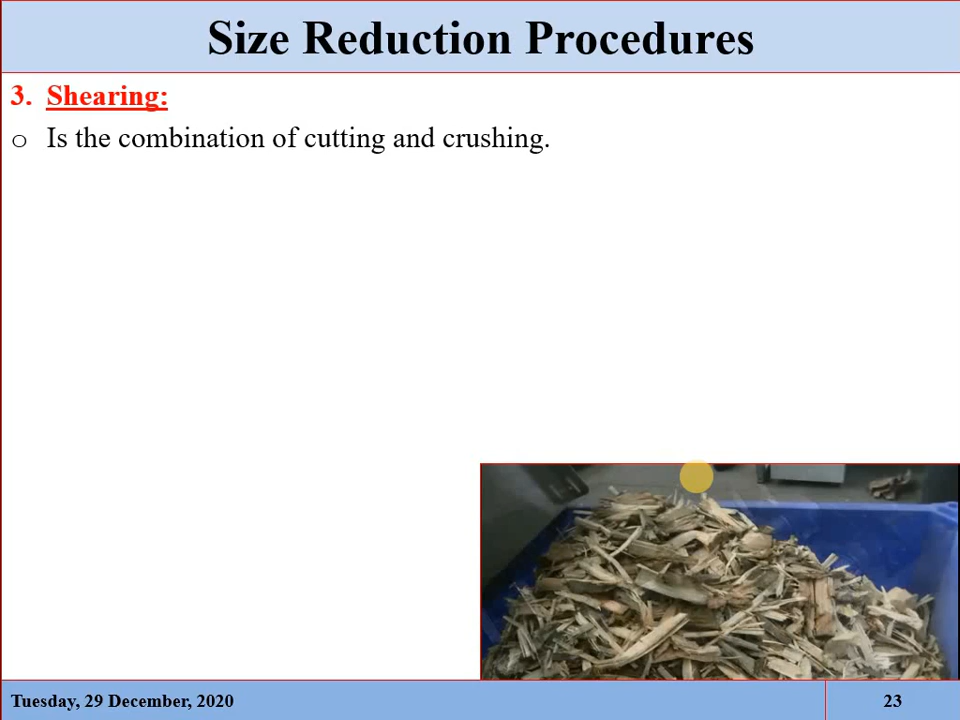 Size Reduction Procedures
3. Shearing:
o Is the combination of cutting and crushing.
Tuesday, 29 December, 2020
23